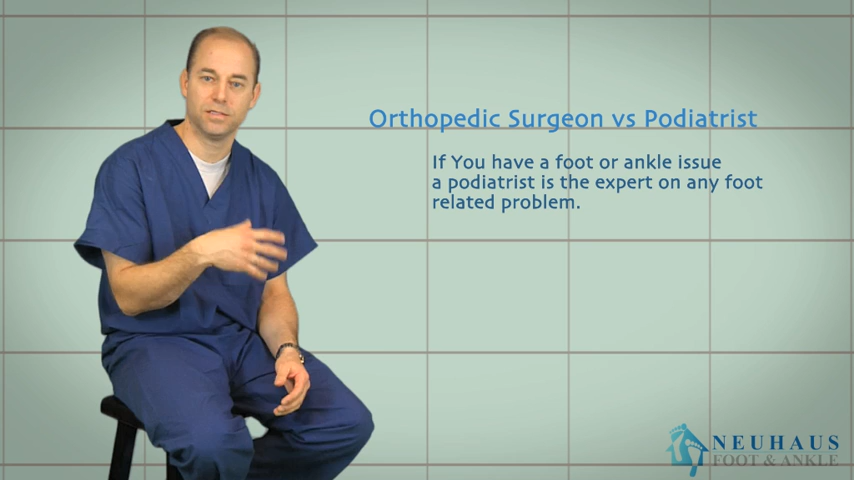 Orthopedic Surgeon vs Podiatrist
If You have a foot or ankle issue
a podiatrist is the expert on any foot
related problem.
NEUHAUS
FOOT & ANKLE